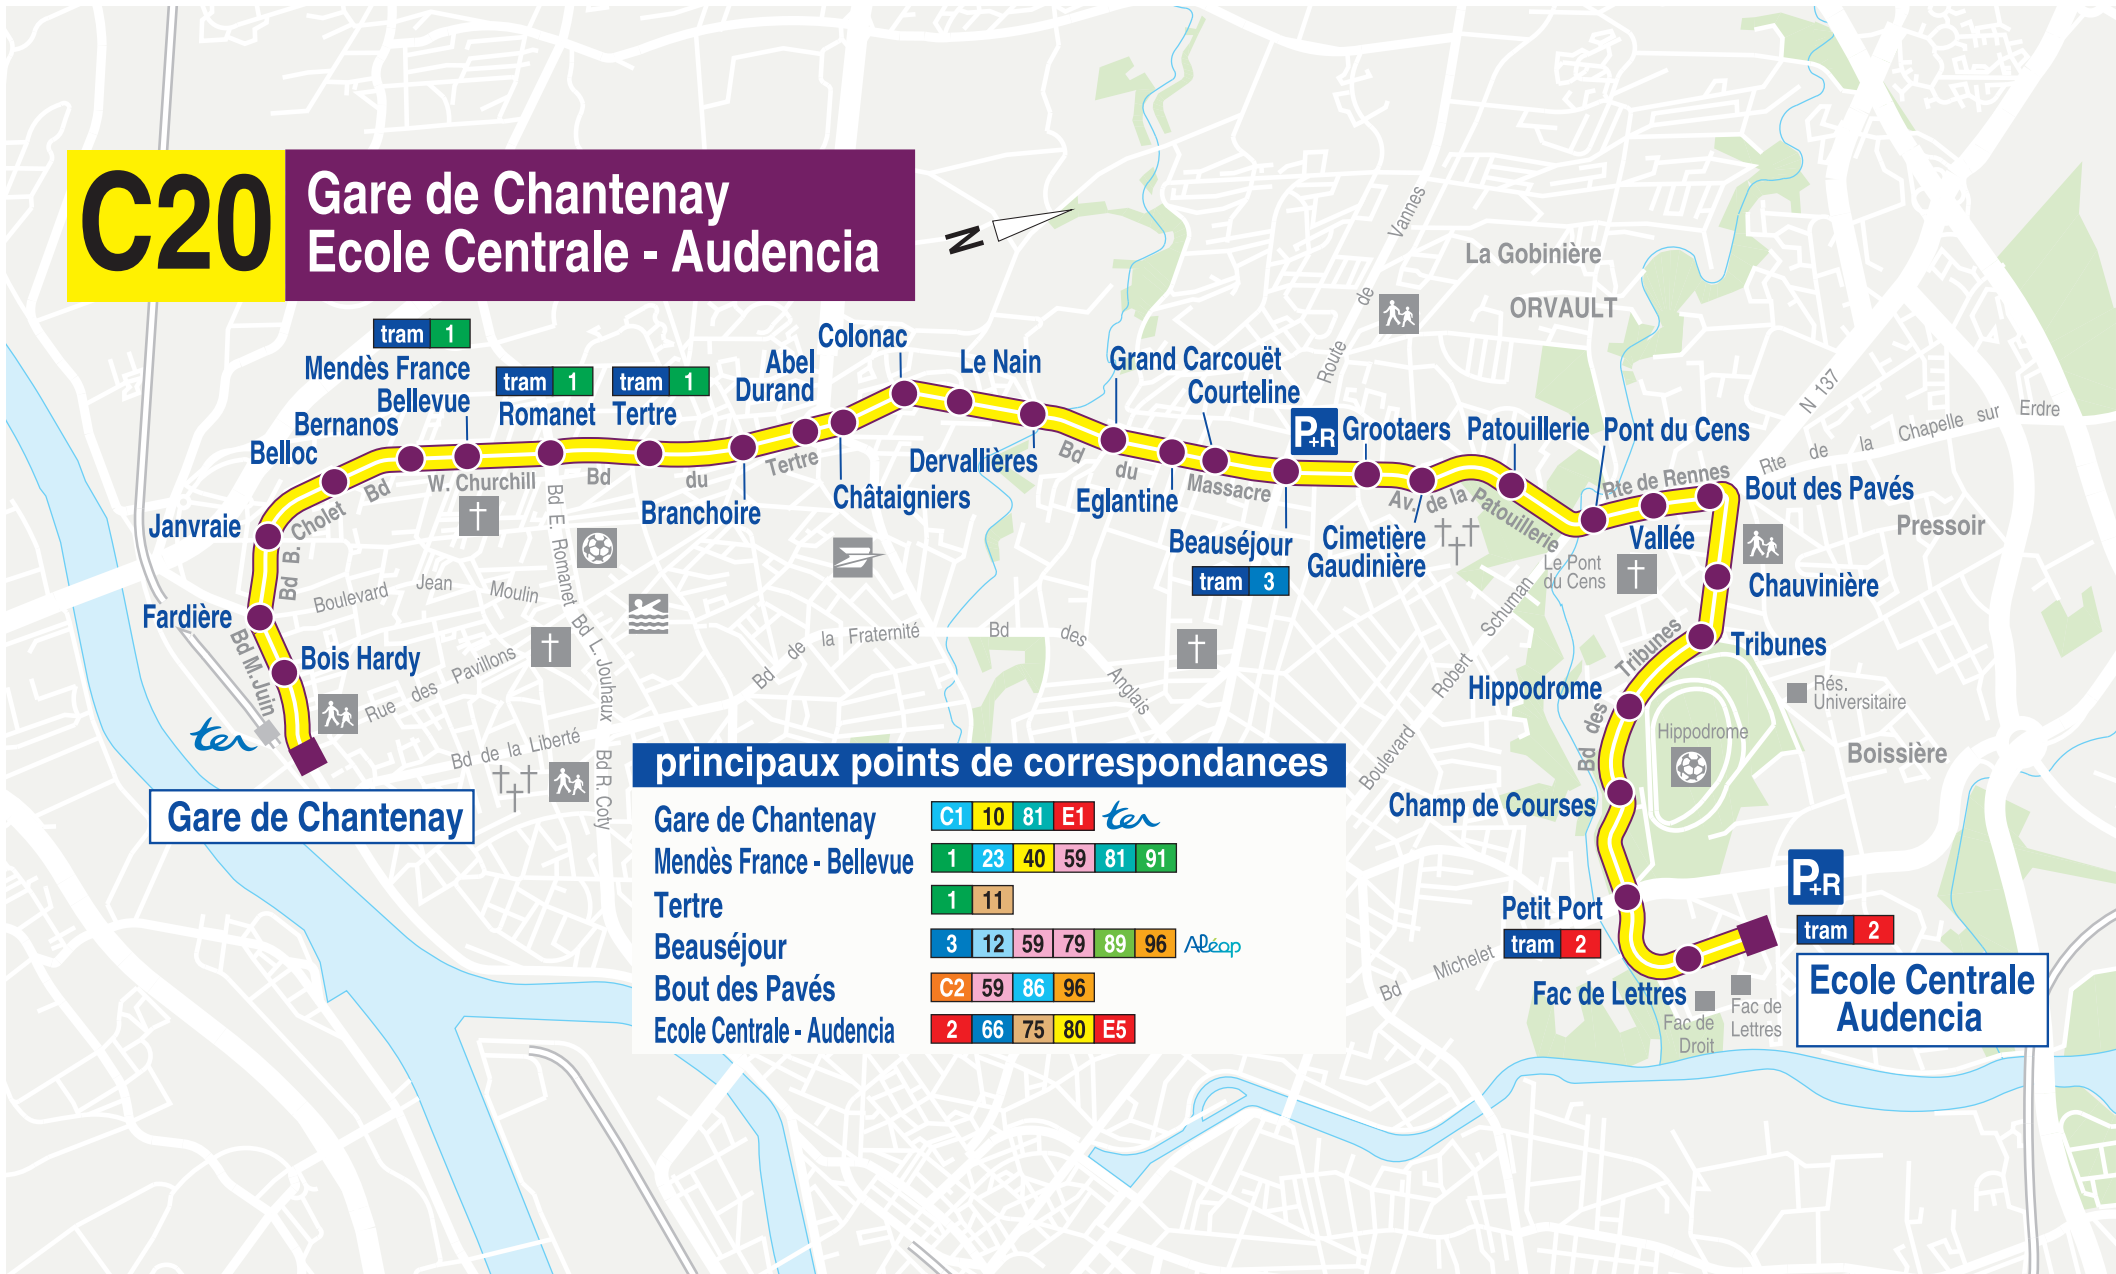 C20
Gare de Chantenay
Ecole Centrale - Audencia
N
tram 1
Mendès France
Bellevue
tram 1
Romanet
tram 1
Tertre
Abel
Durand
Colonac
Le Nain
Grand Carcouët
Courteline
P+R
Grootaers
Patouillerie
Pont du Cens
Bout des Pavés
Bernanos
Belloc
Janvraie
Fardière
Bois Hardy
Branchoire
Châtaigniers
Dervallières
Eglantine
Beauséjour
tram 3
Cimetière
Gaudinière
Vallée
Chauvinière
Tribunes
Hippodrome
Champ de Courses
Petit Port
tram 2
Fac de Lettres
P+R
tram 2
Ecole Centrale
Audencia
ter
Gare de Chantenay
Route de Vannes
La Gobinière
ORVAULT
N 137
Rte de la Chapelle sur Erdre
Rte de Rennes
Pressoir
Bd W. Churchill
Bd du Tertre
Bd du Massacre
Av. de la Patouillerie
Le Pont
du Cens
Bd B. Cholet
Bd M. Juin
Boulevard Jean Moulin
Bd E. Romanet
Bd L. Jouhaux
Bd R. Coty
Rue des Pavillons
Bd de la Liberté
Bd de la Fraternité
Bd des Anglais
Boulevard Robert Schuman
Bd des Tribunes
Hippodrome
Rés.
Universitaire
Boissière
Bd Michelet
Fac de
Droit
Fac de
Lettres
principaux points de correspondances
Gare de Chantenay C1 10 81 E1 ter
Mendès France - Bellevue 1 23 40 59 81 91
Tertre 1 11
Beauséjour 3 12 59 79 89 96 Aléop
Bout des Pavés C2 59 86 96
Ecole Centrale - Audencia 2 66 75 80 E5